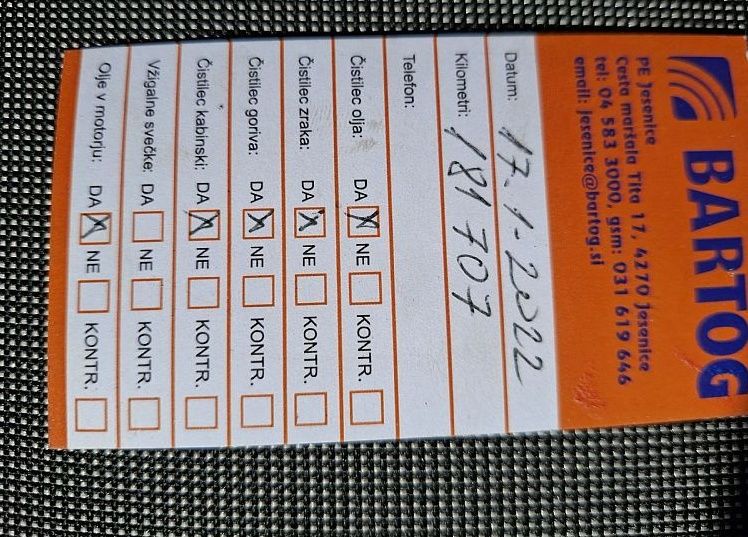 BARTOG
PE Jesenice
Cesta maršala Tita 17, 4270 Jesenice
tel: 04 583 3000, gsm: 031 619 646
email: jesenice@bartog.si
Datum: 17.1.2022
Kilometri: 181 707
Telefon:
Čistilec olja: DA NE KONTR.
Čistilec zraka: DA NE KONTR.
Čistilec goriva: DA NE KONTR.
Čistilec kabinski: DA NE KONTR.
Vžigalne svečke: DA NE KONTR.
Olje v motorju: DA NE KONTR.